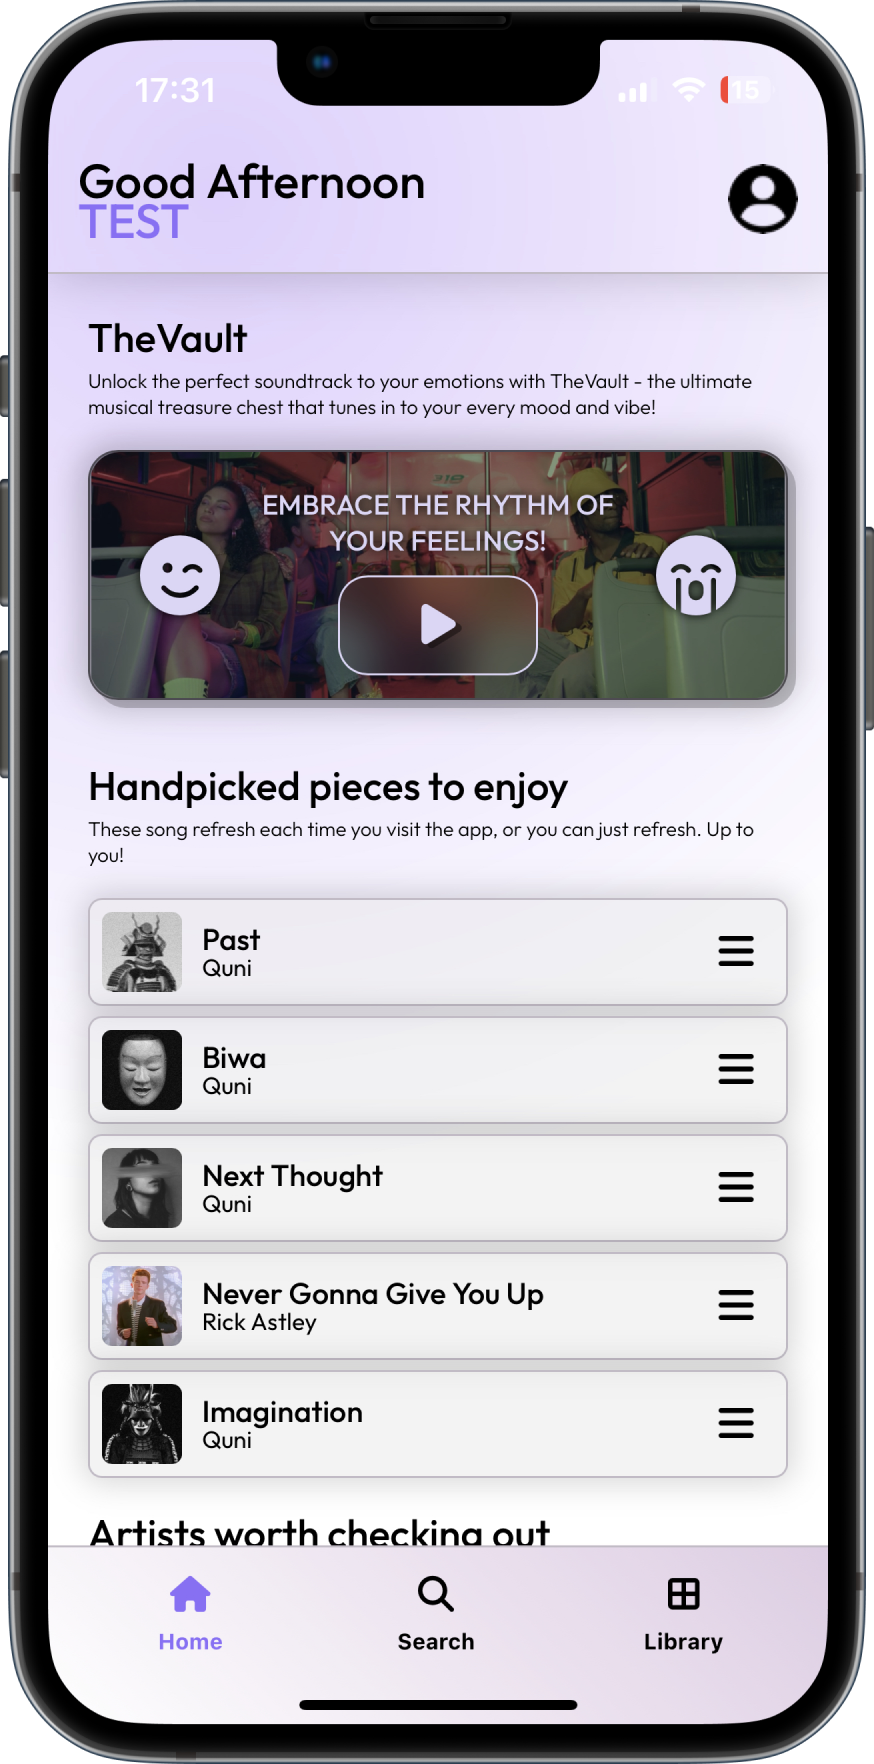 17:31
15
Good Afternoon
TEST
TheVault
Unlock the perfect soundtrack to your emotions with TheVault - the ultimate
musical treasure chest that tunes in to your every mood and vibe!
319
EMBRACE THE RHYTHM OF
YOUR FEELINGS!
Handpicked pieces to enjoy
These song refresh each time you visit the app, or you can just refresh. Up to
you!
Past
Quni
Biwa
Quni
Next Thought
Quni
Never Gonna Give You Up
Rick Astley
Imagination
Quni
Artists worth checking out
Home
Search
Library